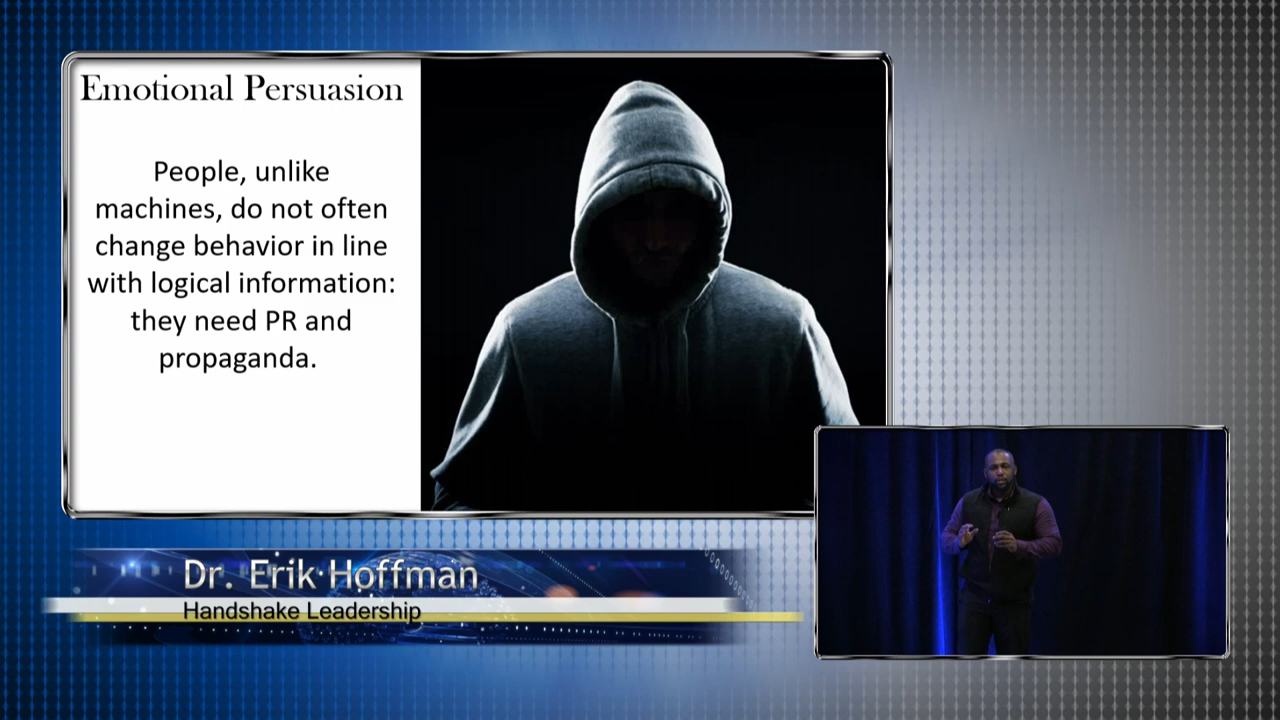 Emotional Persuasion
People, unlike
machines, do not often
change behavior in line
with logical information:
they need PR and
propaganda.
Dr. Erik Hoffman
Handshake Leadership